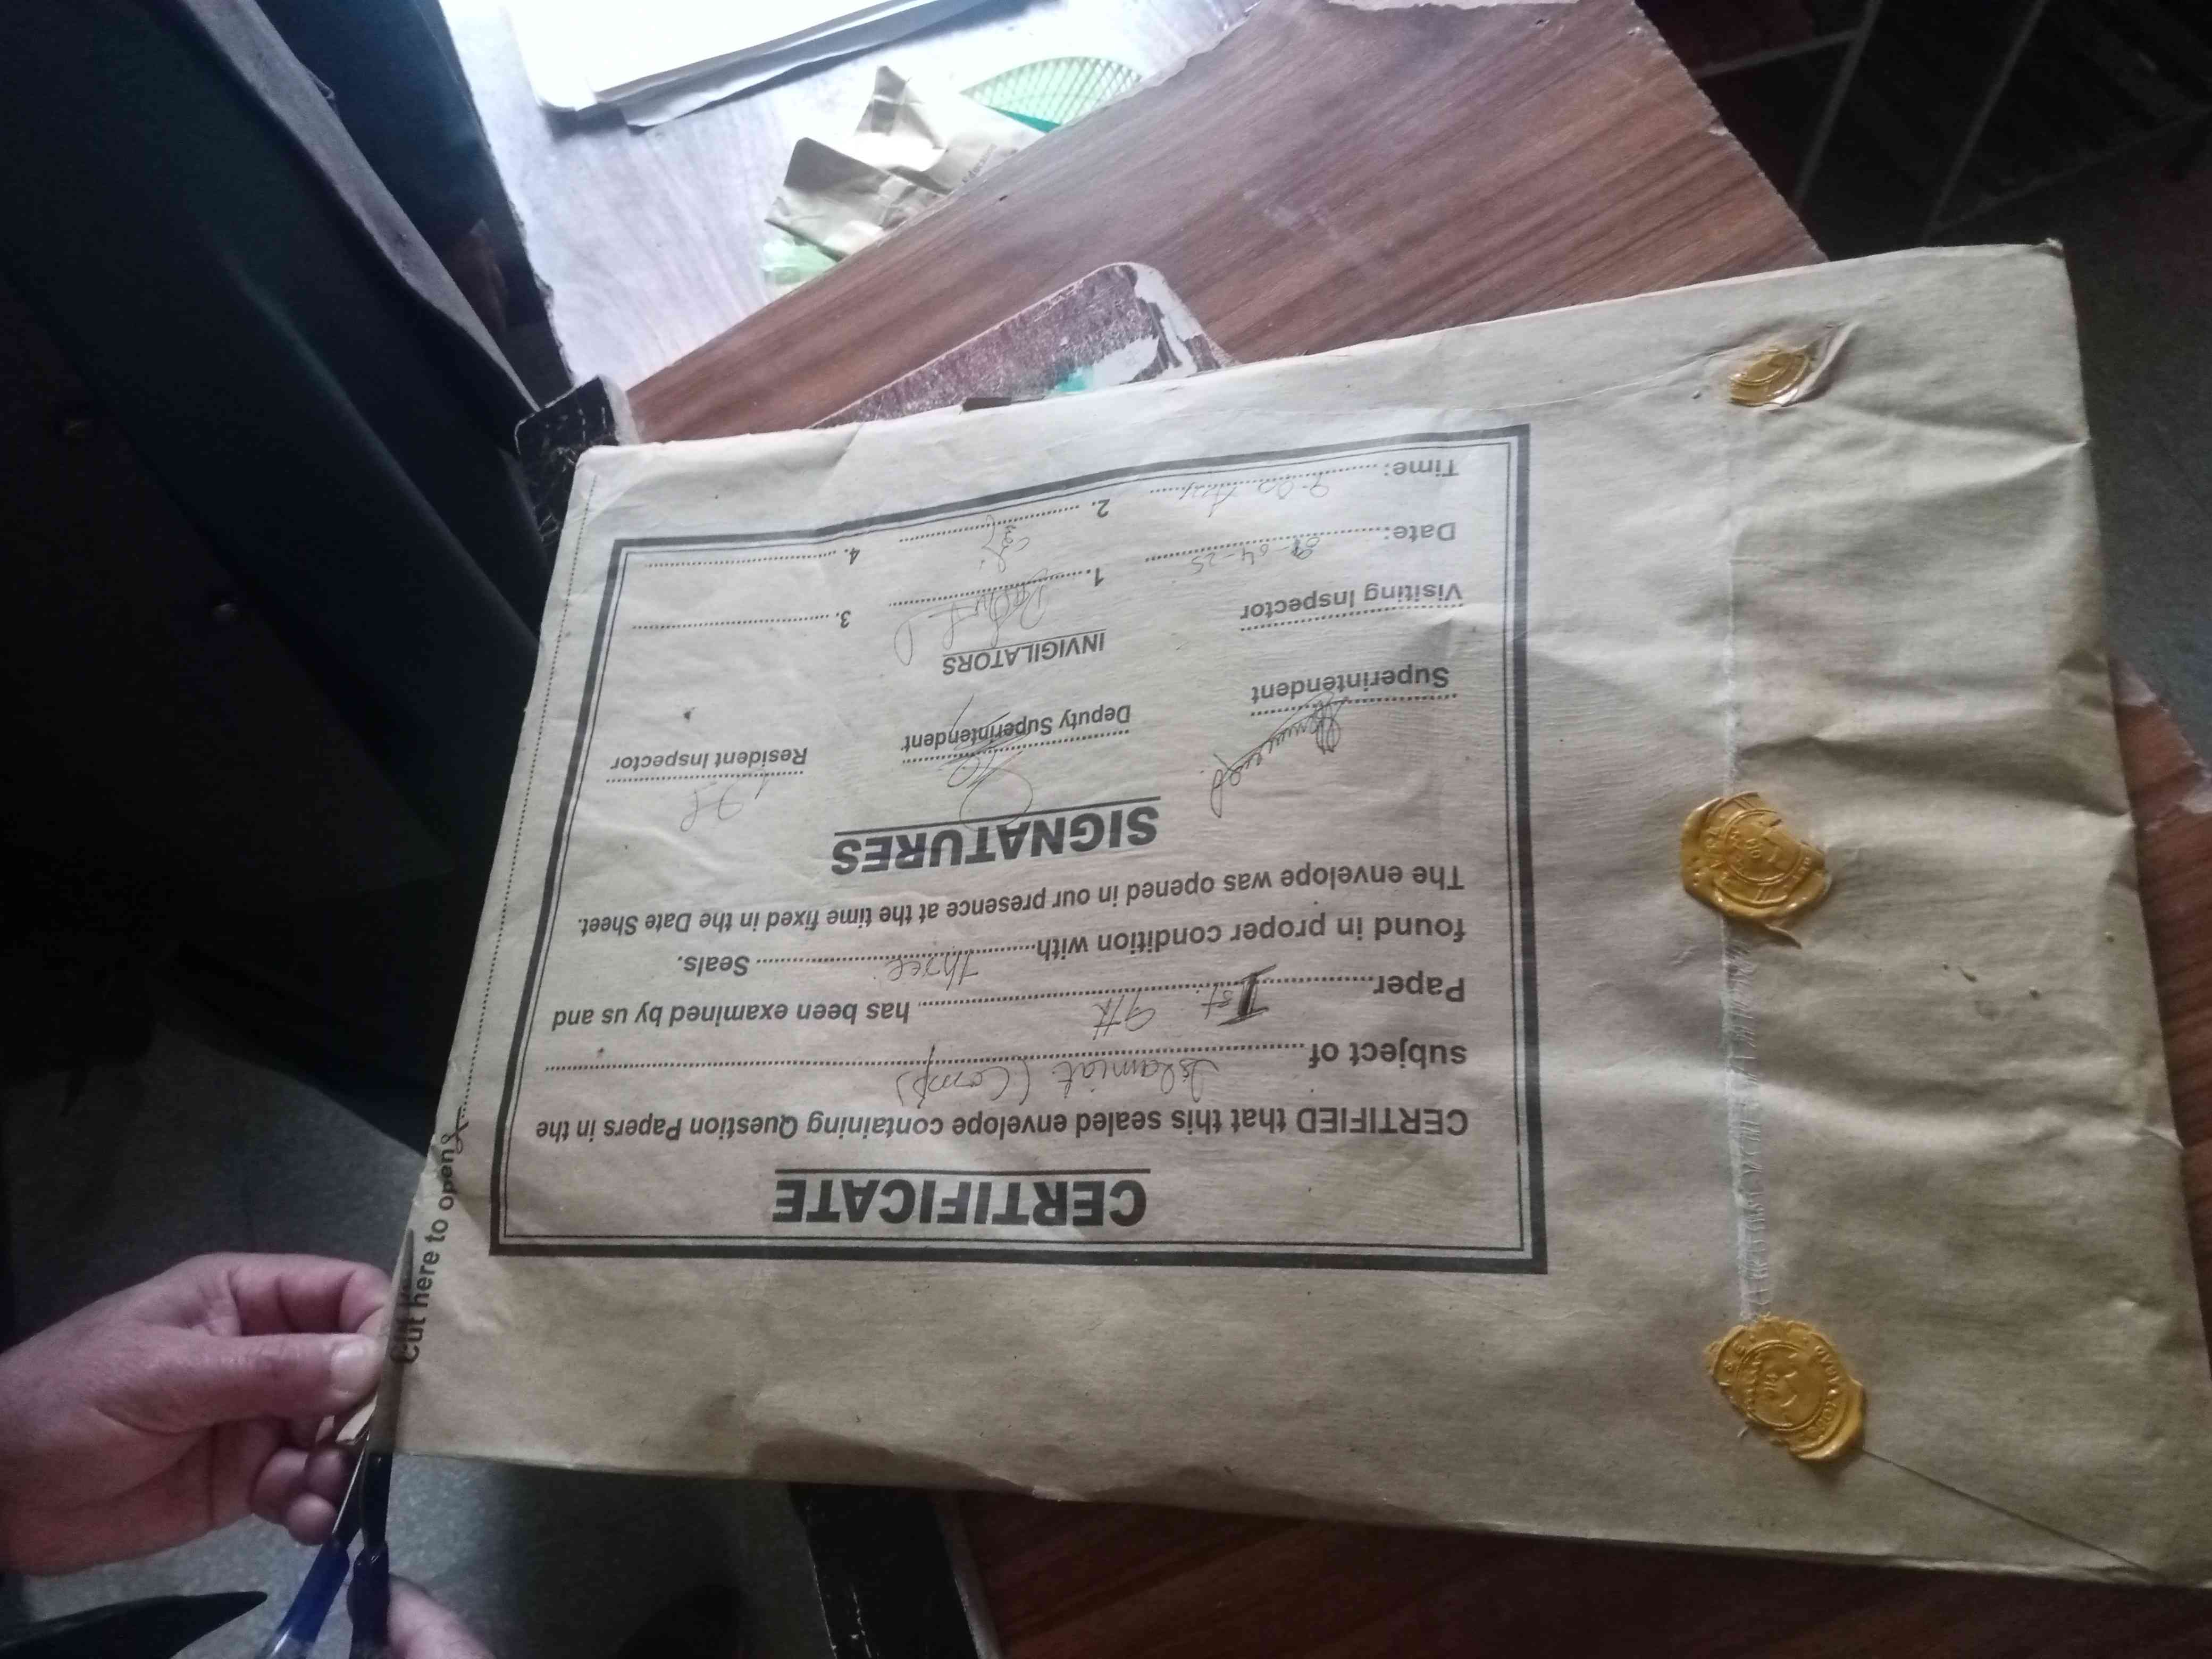 CERTIFICATE
CERTIFIED that this sealed envelope containing Question Papers in the
subject of Islamiat (Comp)
Paper Ist. 9th has been examined by us and
found in proper condition with three Seals.
The envelope was opened in our presence at the time fixed in the Date Sheet.
SIGNATURES
Superintendent Deputy Superintendent Resident Inspector
Visiting Inspector INVIGILATORS
Date: -04-25 1. 3.
Time: 2. 4.
Cut here to open